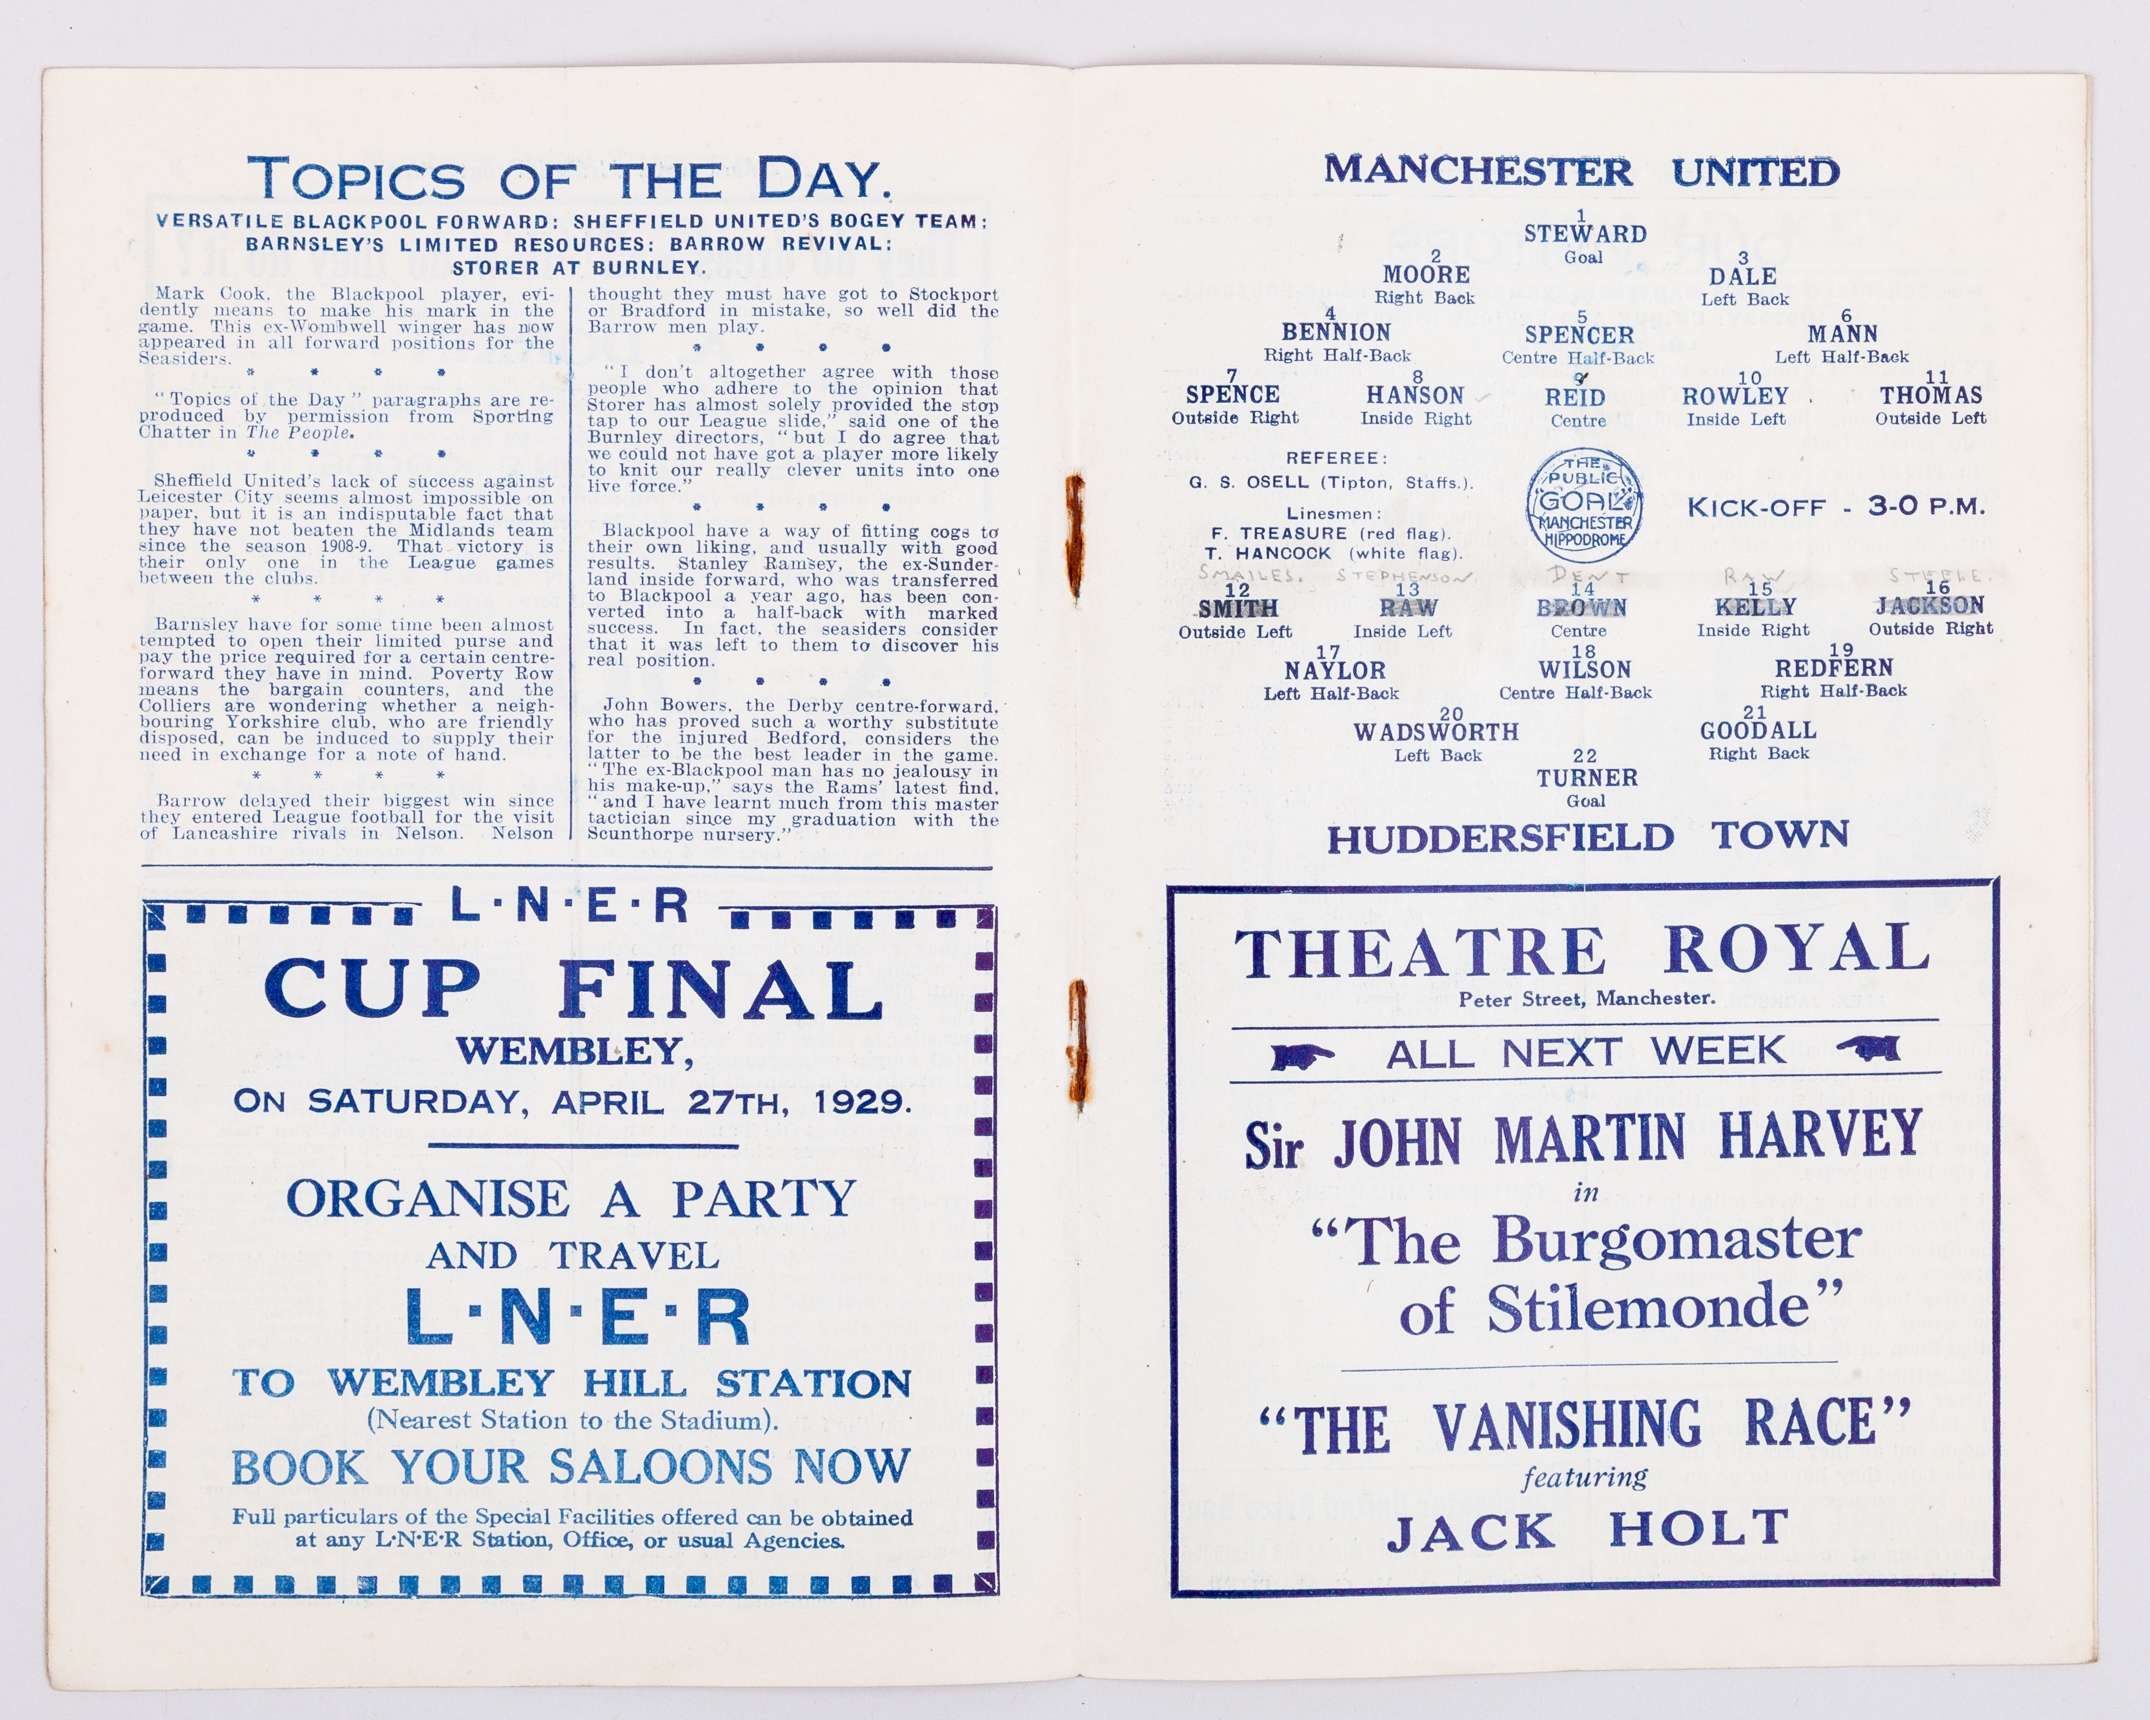 TOPICS OF THE DAY.
VERSATILE BLACKPOOL FORWARD: SHEFFIELD UNITED'S BOGEY TEAM:
BARNSLEY'S LIMITED RESOURCES: BARROW REVIVAL:
STORER AT BURNLEY.
Mark Cook, the Blackpool player, evi-
dently means to make his mark in the
game. This ex-Wombwell winger has now
appeared in all forward positions for the
Seasiders.
* * * *
"Topics of the Day" paragraphs are re-
produced by permission from Sporting
Chatter in The People.
* * * *
Sheffield United's lack of success against
Leicester City seems almost impossible on
paper, but it is an indisputable fact that
they have not beaten the Midlands team
since the season 1908-9. That victory is
their only one in the League games
between the clubs.
* * * *
Barnsley have for some time been almost
tempted to open their limited purse and
pay the price required for a certain centre-
forward they have in mind. Poverty Row
means the bargain counters, and the
Colliers are wondering whether a neigh-
bouring Yorkshire club, who are friendly
disposed, can be induced to supply their
need in exchange for a note of hand.
* * * *
Barrow delayed their biggest win since
they entered League football for the visit
of Lancashire rivals in Nelson. Nelson
thought they must have got to Stockport
or Bradford in mistake, so well did the
Barrow men play.
* * * *
"I don't altogether agree with those
people who adhere to the opinion that
Storer has almost solely provided the stop
tap to our League slide," said one of the
Burnley directors, "but I do agree that
we could not have got a player more likely
to knit our really clever units into one
live force."
* * * *
Blackpool have a way of fitting cogs to
their own liking, and usually with good
results. Stanley Ramsey, the ex-Sunder-
land inside forward, who was transferred
to Blackpool a year ago, has been con-
verted into a half-back with marked
success. In fact, the seasiders consider
that it was left to them to discover his
real position.
* * * *
John Bowers, the Derby centre-forward,
who has proved such a worthy substitute
for the injured Bedford, considers the
latter to be the best leader in the game.
"The ex-Blackpool man has no jealousy in
his make-up," says the Rams' latest find,
"and I have learnt much from this master
tactician since my graduation with the
Scunthorpe nursery."
L·N·E·R
CUP FINAL
WEMBLEY,
ON SATURDAY, APRIL 27TH, 1929.
ORGANISE A PARTY
AND TRAVEL
L·N·E·R
TO WEMBLEY HILL STATION
(Nearest Station to the Stadium).
BOOK YOUR SALOONS NOW
Full particulars of the Special Facilities offered can be obtained
at any L·N·E·R Station, Office, or usual Agencies.
MANCHESTER UNITED
1
STEWARD
Goal
2 3
MOORE DALE
Right Back Left Back
4 5 6
BENNION SPENCER MANN
Right Half-Back Centre Half-Back Left Half-Back
7 8 9 10 11
SPENCE HANSON REID ROWLEY THOMAS
Outside Right Inside Right Centre Inside Left Outside Left
REFEREE:
G. S. OSELL (Tipton, Staffs.).
Linesmen:
F. TREASURE (red flag).
T. HANCOCK (white flag).
THE
PUBLIC
GOAL
MANCHESTER
HIPPODROME
KICK-OFF - 3-0 P.M.
SMAILES. STEPHENSON DENT RAW STEELE.
12 13 14 15 16
SMITH RAW BROWN KELLY JACKSON
Outside Left Inside Left Centre Inside Right Outside Right
17 18 19
NAYLOR WILSON REDFERN
Left Half-Back Centre Half-Back Right Half-Back
20 21
WADSWORTH GOODALL
Left Back Right Back
22
TURNER
Goal
HUDDERSFIELD TOWN
THEATRE ROYAL
Peter Street, Manchester.
ALL NEXT WEEK
Sir JOHN MARTIN HARVEY
in
"The Burgomaster
of Stilemonde"
"THE VANISHING RACE"
featuring
JACK HOLT